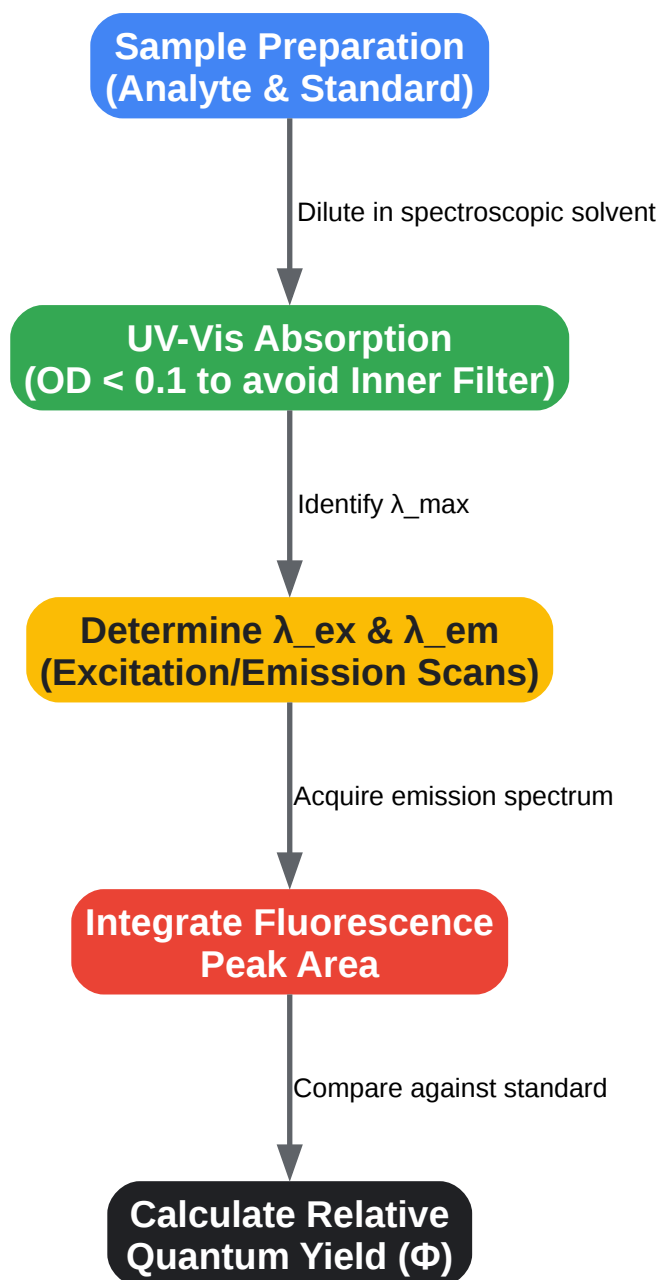 Sample Preparation
(Analyte & Standard)
Dilute in spectroscopic solvent
UV-Vis Absorption
(OD < 0.1 to avoid Inner Filter)
Identify λ_max
Determine λ_ex & λ_em
(Excitation/Emission Scans)
Acquire emission spectrum
Integrate Fluorescence
Peak Area
Compare against standard
Calculate Relative
Quantum Yield (Φ)